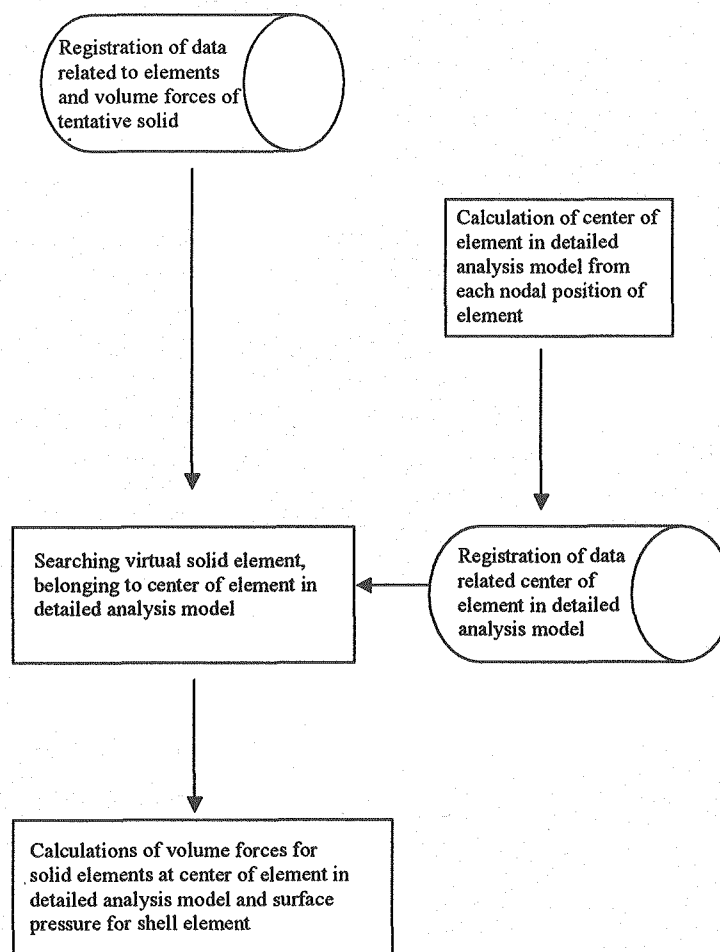 Registration of data
related to elements
and volume forces of
tentative solid
Calculation of center of
element in detailed
analysis model from
each nodal position of
element
Searching virtual solid element,
belonging to center of element in
detailed analysis model
Registration of data
related center of
element in detailed
analysis model
Calculations of volume forces for
solid elements at center of element in
detailed analysis model and surface
pressure for shell element